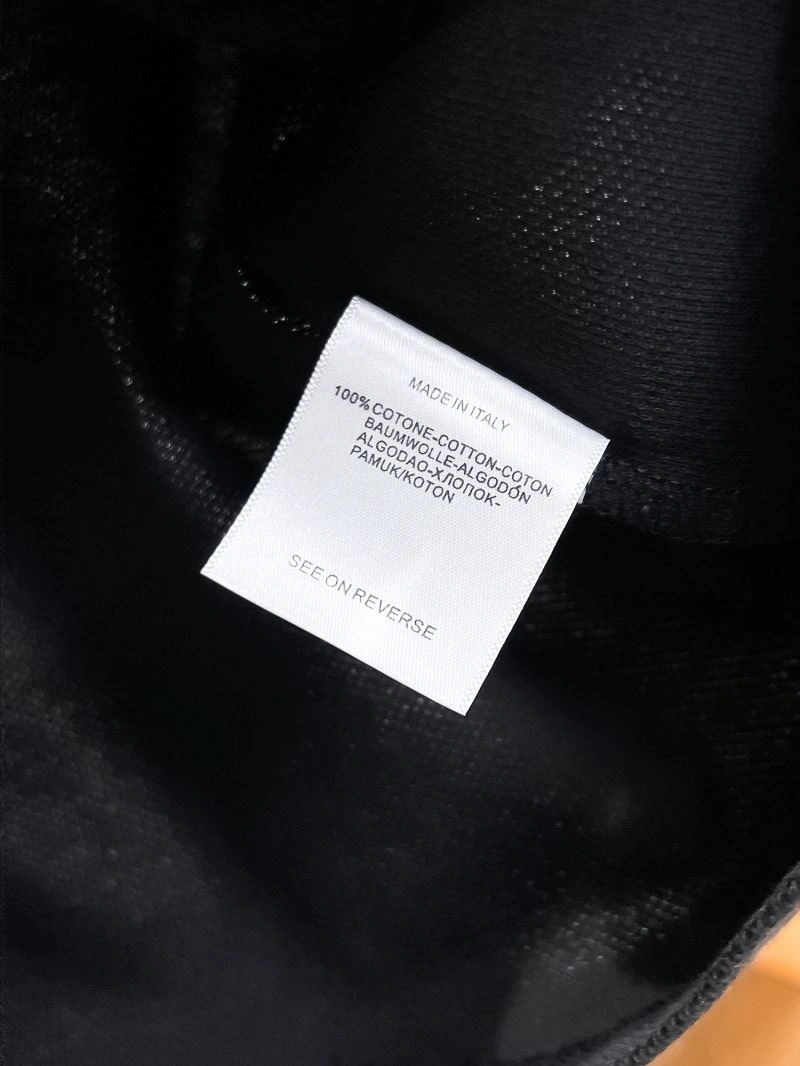 MADE IN ITALY
100% COTONE-COTTON-COTON
BAUMWOLLE-ALGODÓN
ALGODAO-ХЛОПОК-
PAMUK/KOTON
SEE ON REVERSE